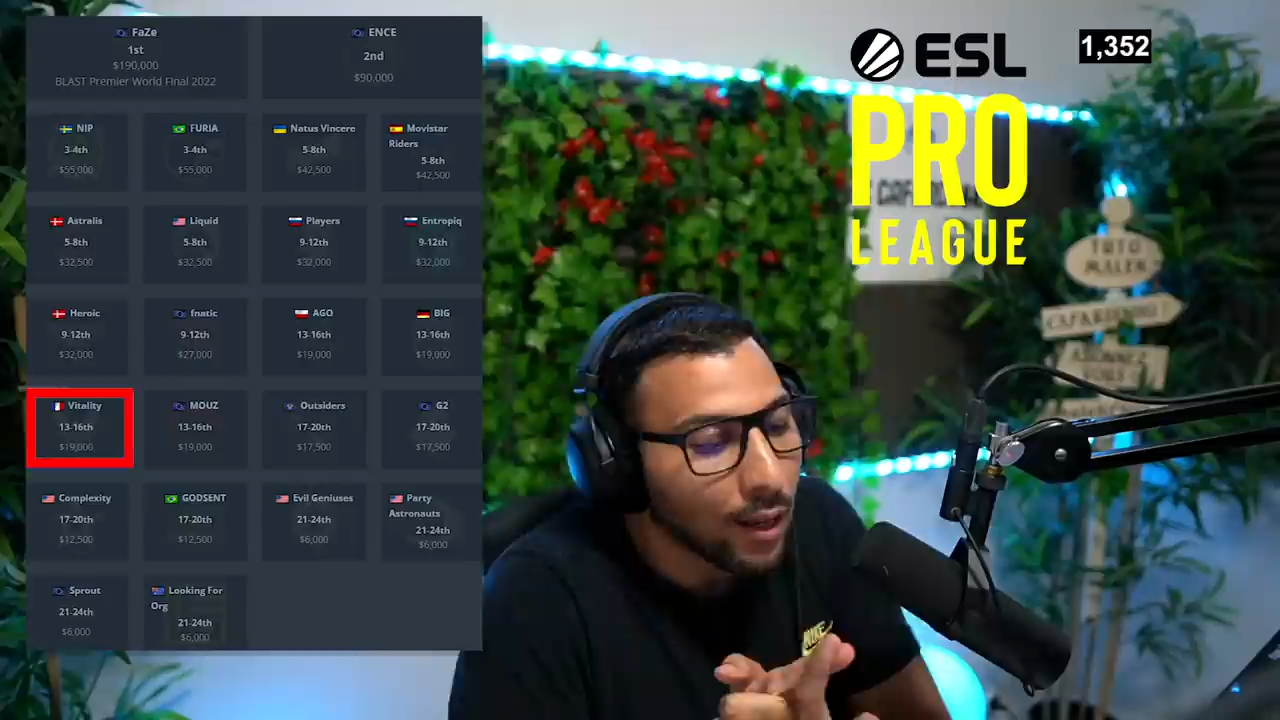 FaZe
1st
$190,000
BLAST Premier World Final 2022
ENCE
2nd
$90,000
NIP
3-4th
$55,000
FURIA
3-4th
$55,000
Natus Vincere
5-8th
$42,500
Movistar
Riders
5-8th
$42,500
Astralis
5-8th
$32,500
Liquid
5-8th
$32,500
Players
9-12th
$32,000
Entropiq
9-12th
$32,000
Heroic
9-12th
$32,000
fnatic
9-12th
$27,000
AGO
13-16th
$19,000
BIG
13-16th
$19,000
Vitality
13-16th
$19,000
MOUZ
13-16th
$19,000
Outsiders
17-20th
$17,500
G2
17-20th
$17,500
Complexity
17-20th
$12,500
GODSENT
17-20th
$12,500
Evil Geniuses
21-24th
$6,000
Party
Astronauts
21-24th
$6,000
Sprout
21-24th
$6,000
Looking For
Org
21-24th
$6,000
ESL
PRO
LEAGUE
1,352
TUTO
MALEK
NIKE